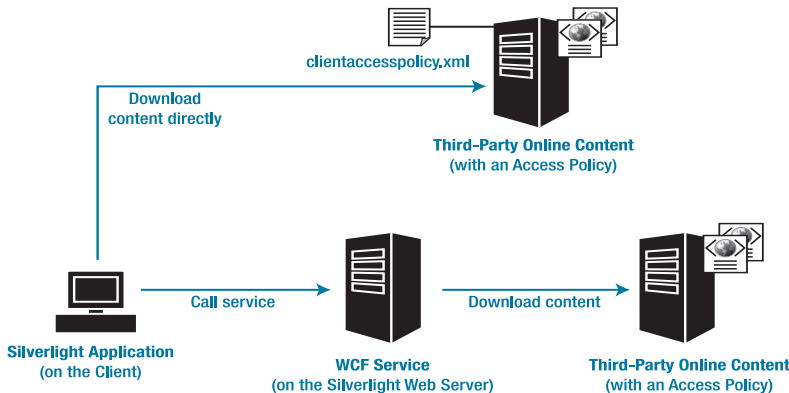 clientaccesspolicy.xml
Download
content directly
Third-Party Online Content
(with an Access Policy)
Call service
Download content
Silverlight Application
(on the Client)
WCF Service
(on the Silverlight Web Server)
Third-Party Online Content
(with an Access Policy)